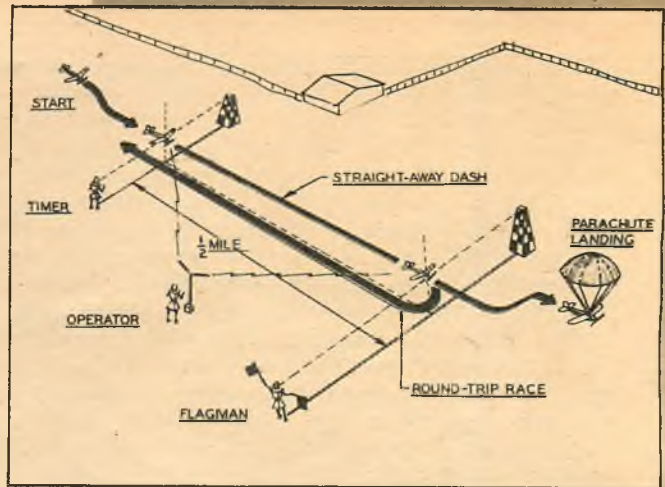 START
TIMER
STRAIGHT-AWAY DASH
PARACHUTE
LANDING
½ MILE
OPERATOR
ROUND-TRIP RACE
FLAGMAN